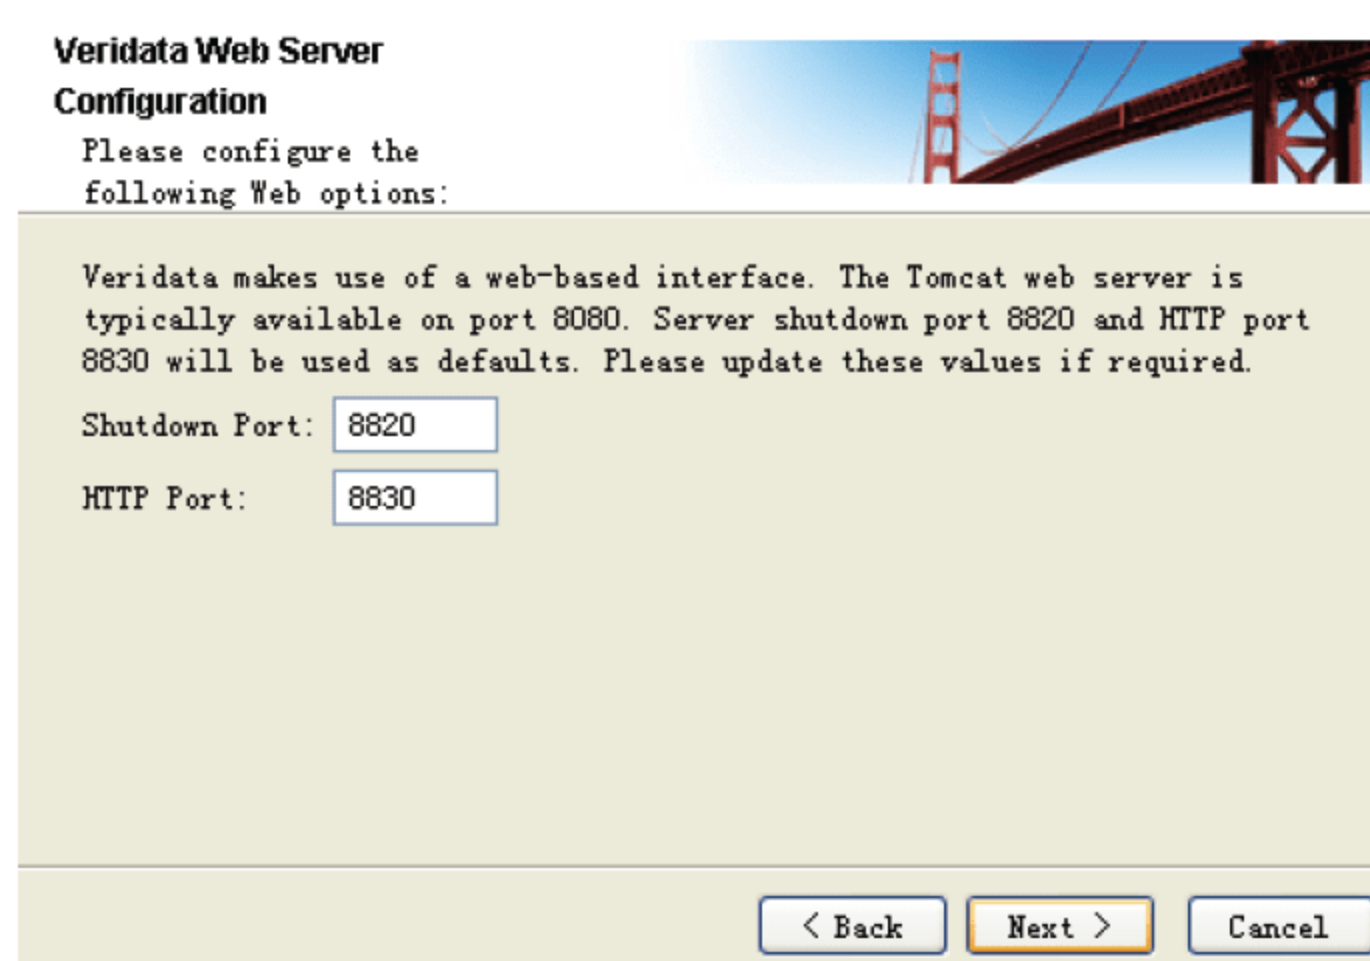 Veridata Web Server
Configuration
Please configure the
following Web options:
Veridata makes use of a web-based interface. The Tomcat web server is
typically available on port 8080. Server shutdown port 8820 and HTTP port
8830 will be used as defaults. Please update these values if required.
Shutdown Port: 8820
HTTP Port: 8830
< Back Next > Cancel